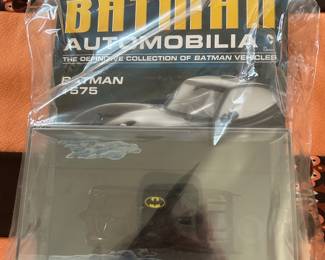 BATMAN
AUTOMOBILIA
THE DEFINITIVE COLLECTION OF BATMAN VEHICLES
BATMAN
#575